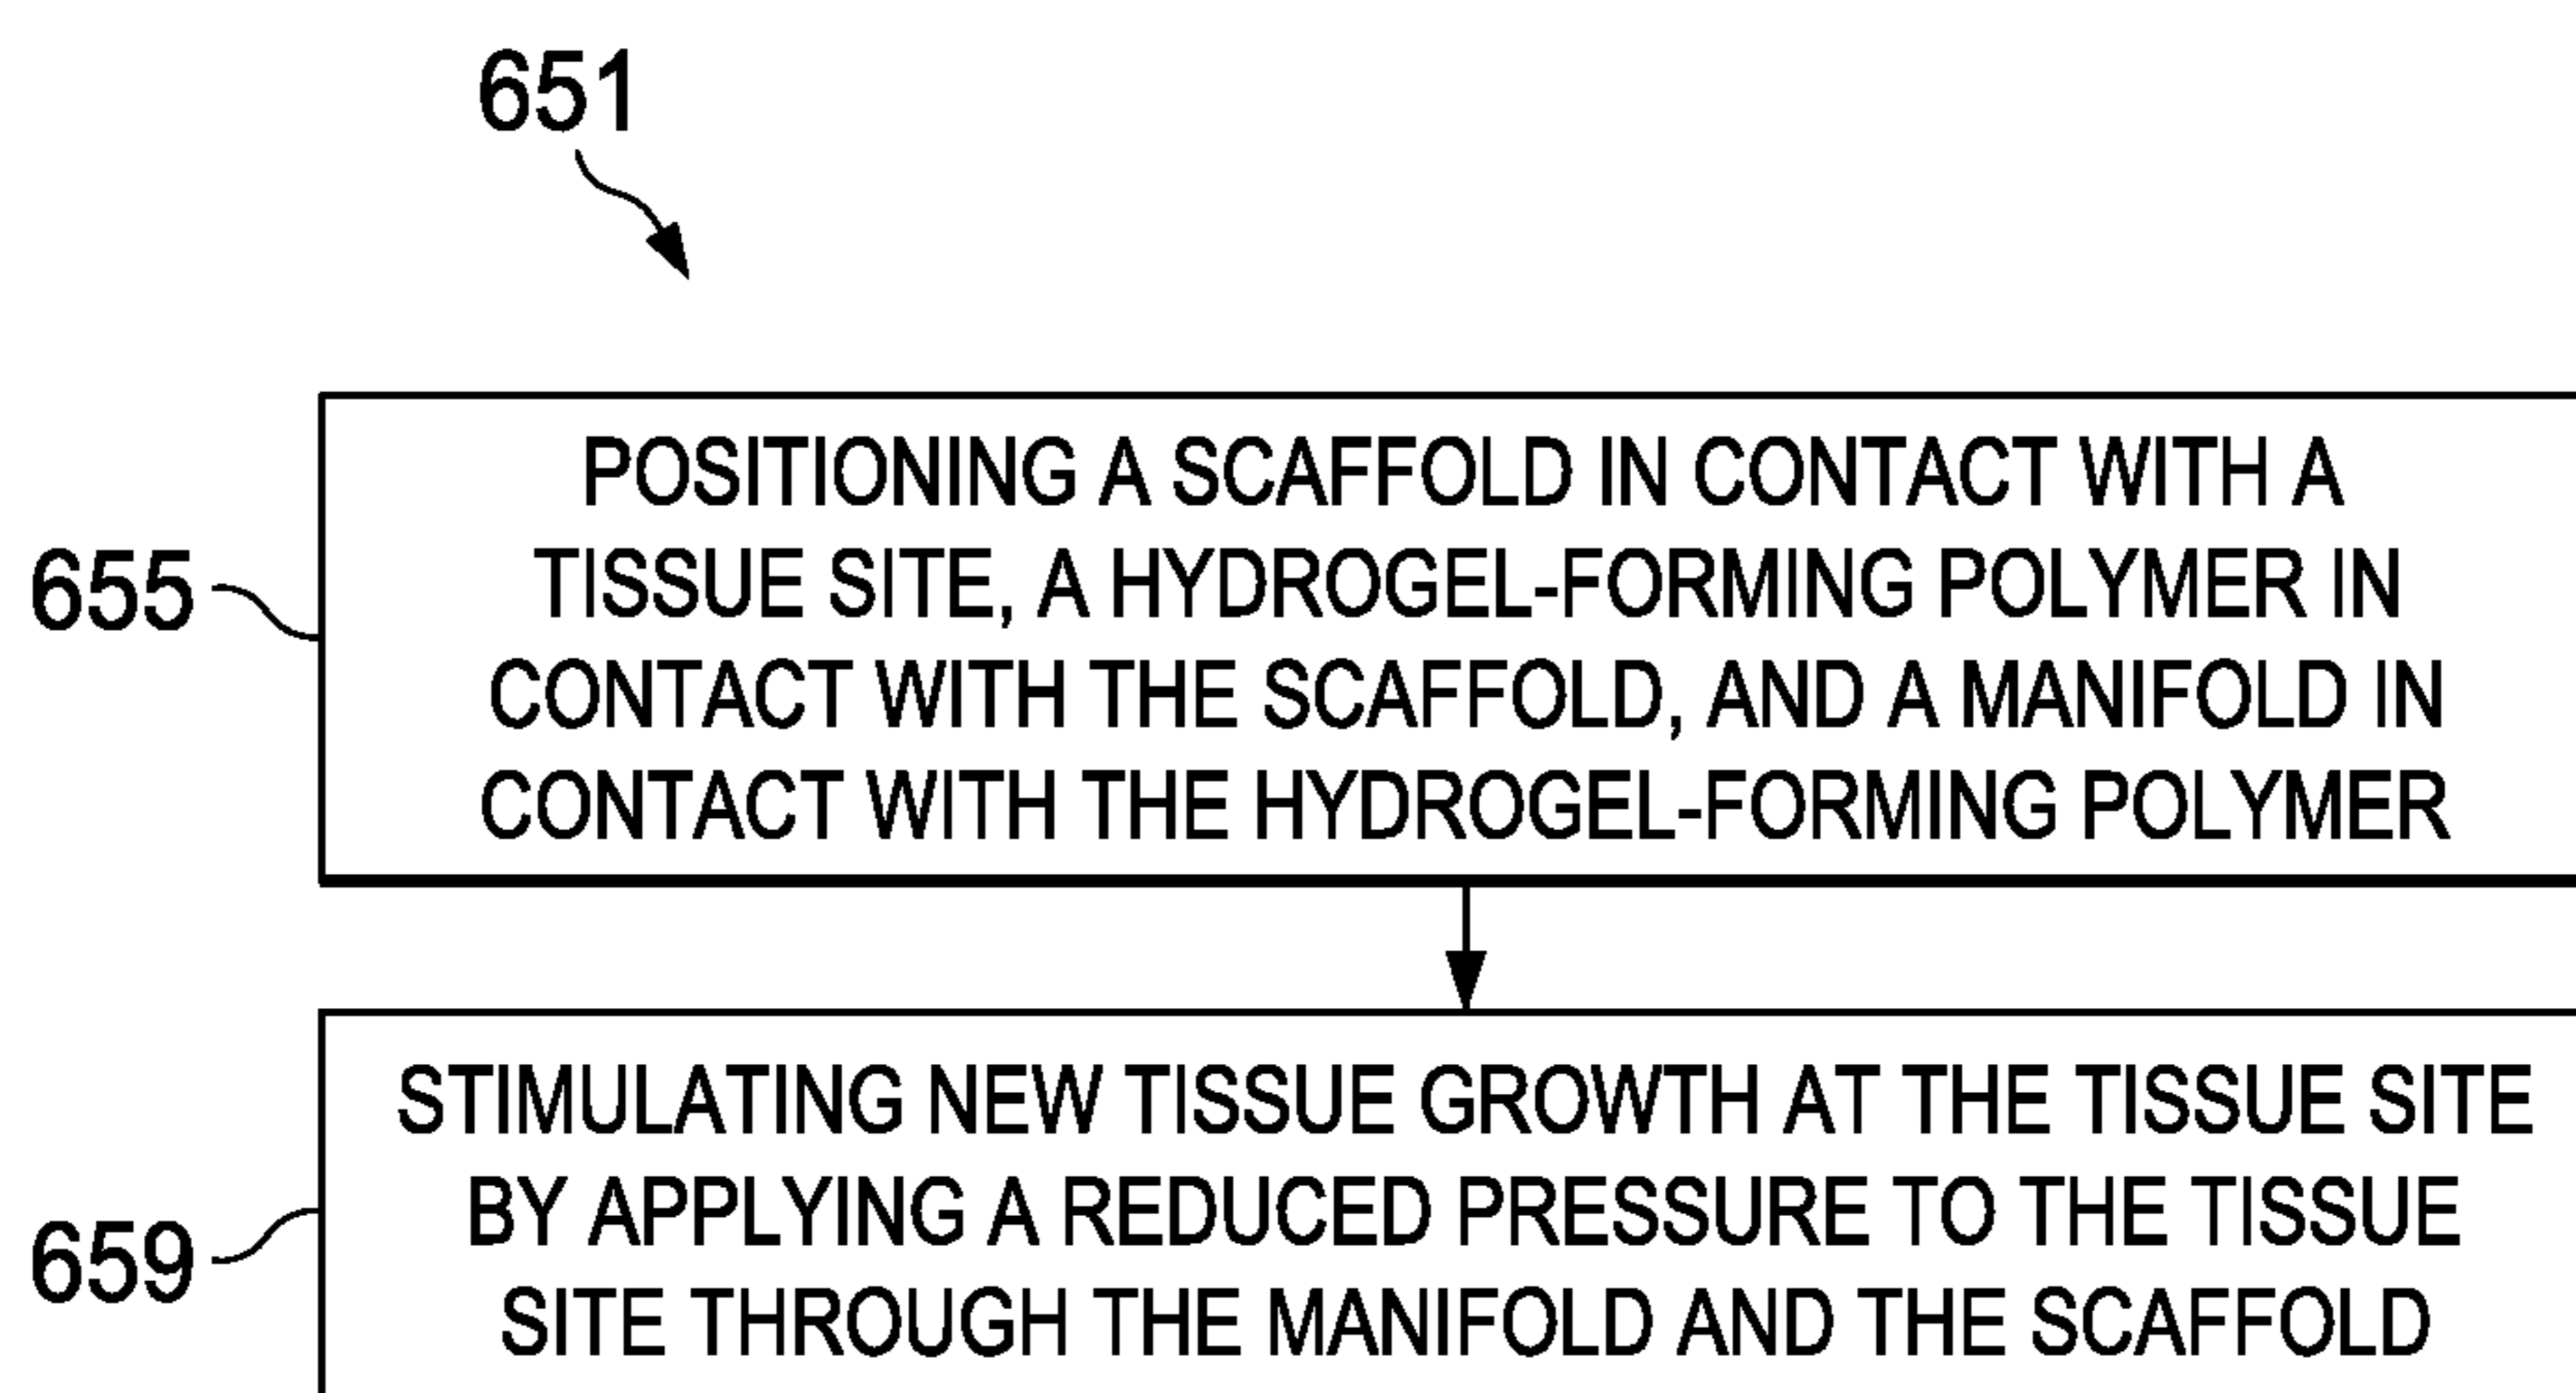 651
655
POSITIONING A SCAFFOLD IN CONTACT WITH A
TISSUE SITE, A HYDROGEL-FORMING POLYMER IN
CONTACT WITH THE SCAFFOLD, AND A MANIFOLD IN
CONTACT WITH THE HYDROGEL-FORMING POLYMER
659
STIMULATING NEW TISSUE GROWTH AT THE TISSUE SITE
BY APPLYING A REDUCED PRESSURE TO THE TISSUE
SITE THROUGH THE MANIFOLD AND THE SCAFFOLD